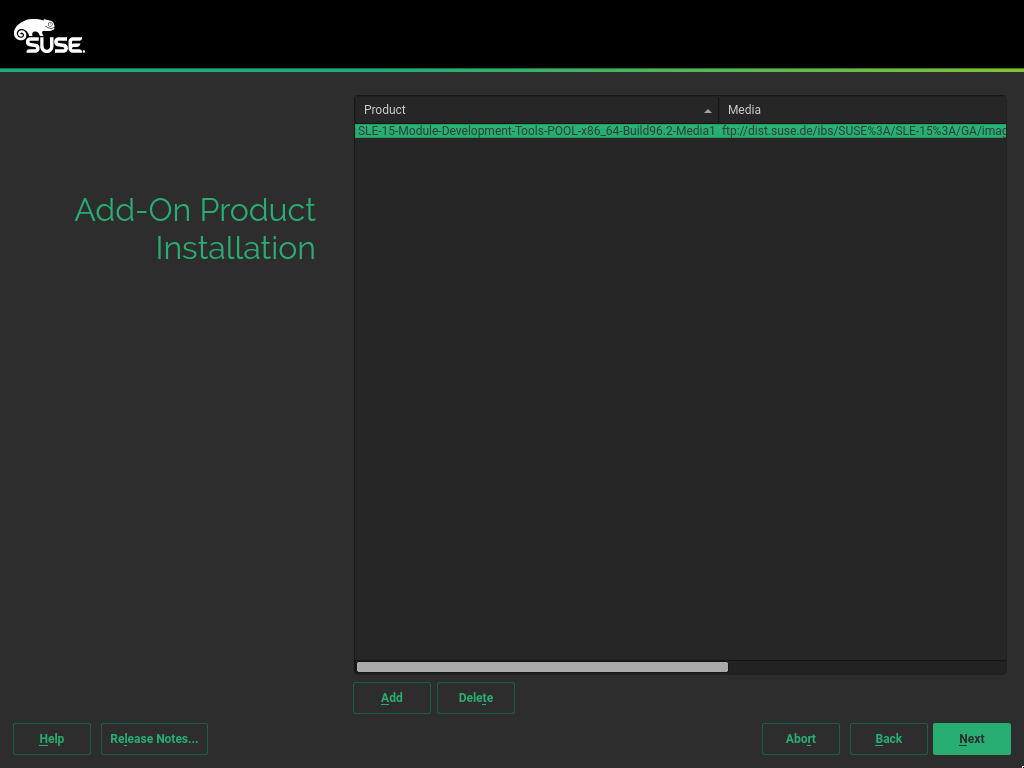 SUSE.
Add-On Product
Installation
Product Media
SLE-15-Module-Development-Tools-POOL-x86_64-Build96.2-Media1 ftp://dist.suse.de/ibs/SUSE%3A/SLE-15%3A/GA/imag
Add Delete
Help Release Notes... Abort Back Next